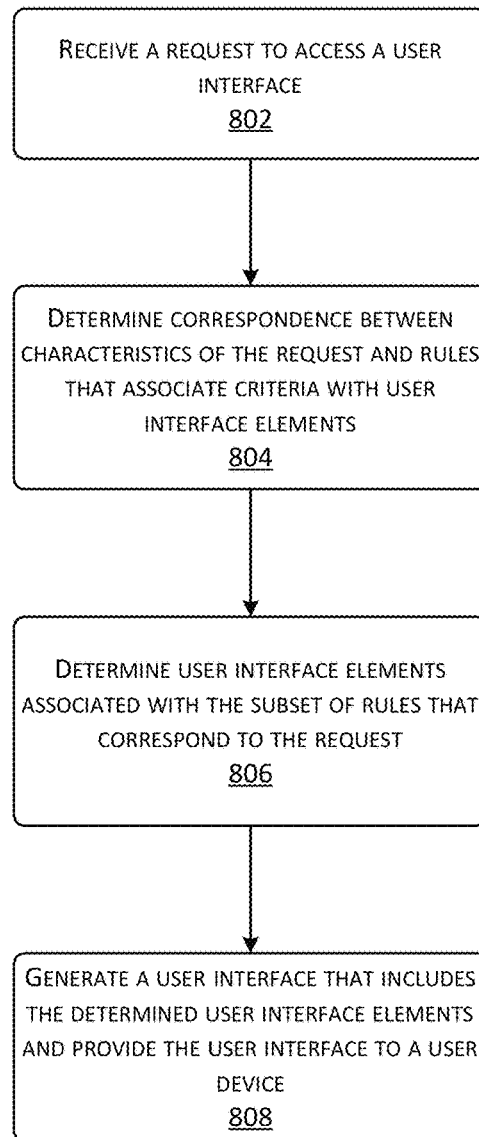 RECEIVE A REQUEST TO ACCESS A USER
INTERFACE
802
DETERMINE CORRESPONDENCE BETWEEN
CHARACTERISTICS OF THE REQUEST AND RULES
THAT ASSOCIATE CRITERIA WITH USER
INTERFACE ELEMENTS
804
DETERMINE USER INTERFACE ELEMENTS
ASSOCIATED WITH THE SUBSET OF RULES THAT
CORRESPOND TO THE REQUEST
806
GENERATE A USER INTERFACE THAT INCLUDES
THE DETERMINED USER INTERFACE ELEMENTS
AND PROVIDE THE USER INTERFACE TO A USER
DEVICE
808